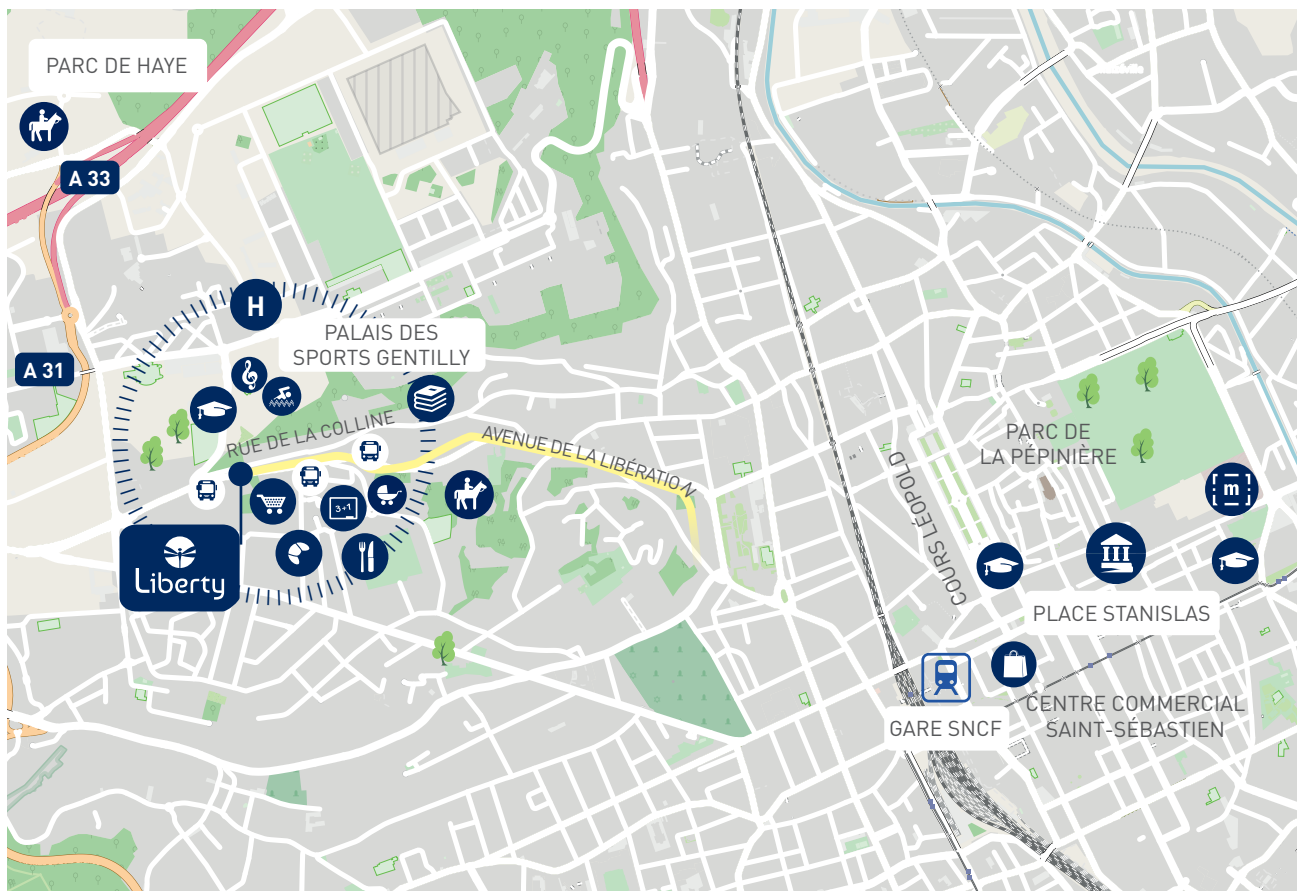 PARC DE HAYE
A 33
H
PALAIS DES
SPORTS GENTILLY
A 31
RUE DE LA COLLINE
AVENUE DE LA LIBÉRATION
3+1
Liberty
COURS LÉOPOLD
PARC DE
LA PÉPINIÈRE
m
PLACE STANISLAS
GARE SNCF
CENTRE COMMERCIAL
SAINT-SÉBASTIEN